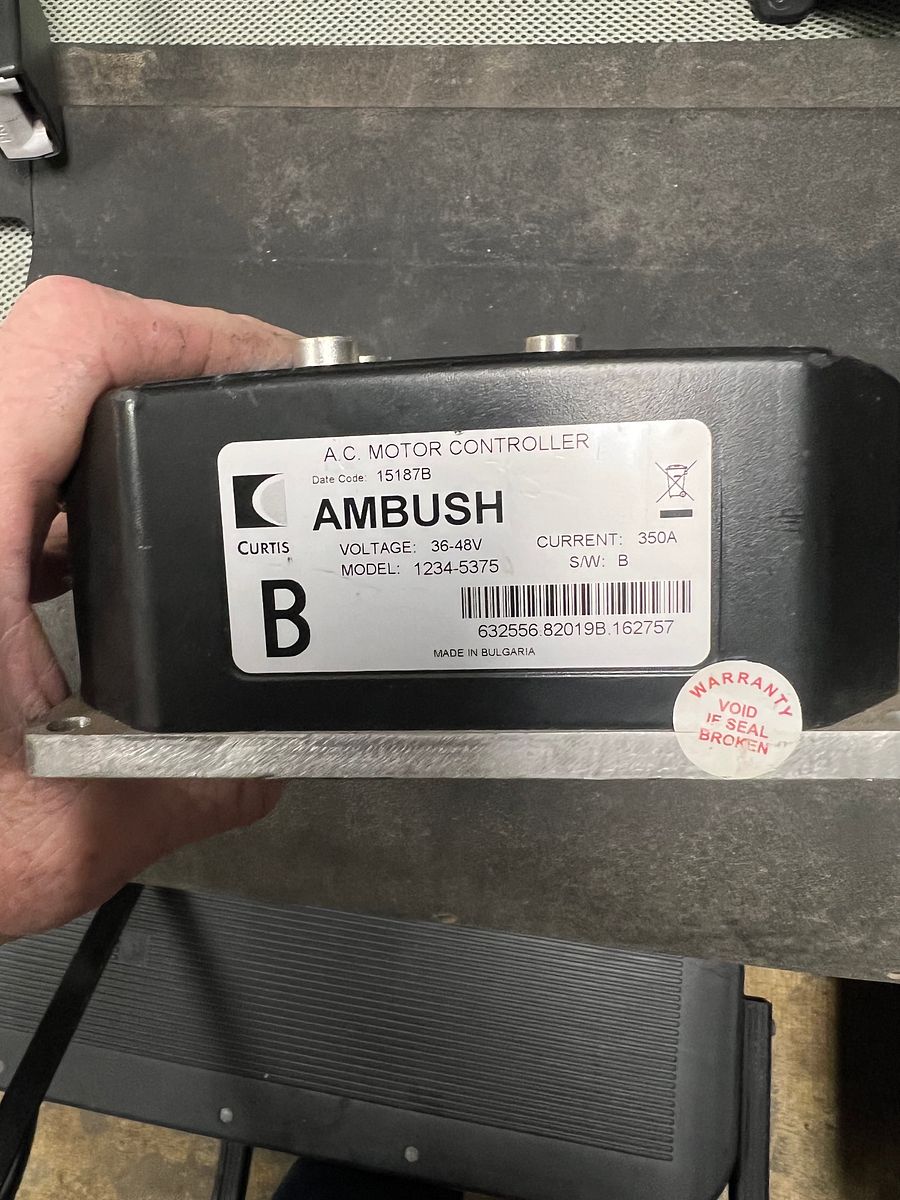 A.C. MOTOR CONTROLLER
Date Code: 15187B
AMBUSH
CURTIS
VOLTAGE: 36-48V
CURRENT: 350A
MODEL: 1234-5375
S/W: B
B
632556.82019B.162757
MADE IN BULGARIA
WARRANTY
VOID
IF SEAL
BROKEN